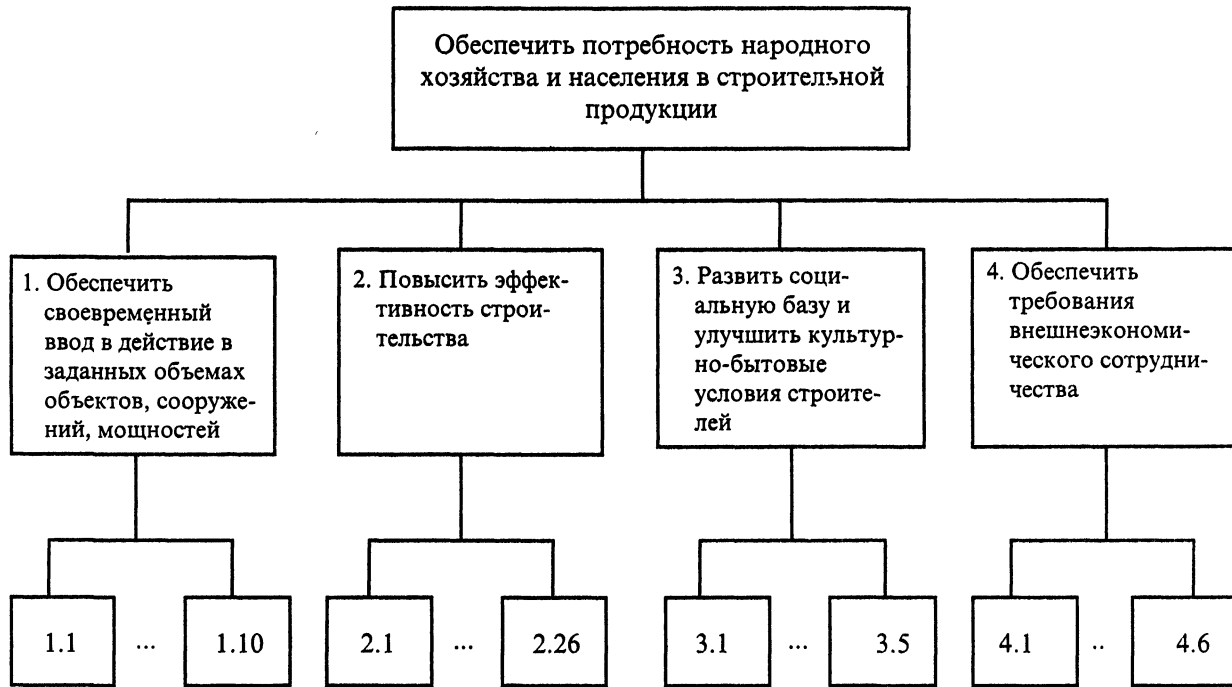 Обеспечить потребность народного
хозяйства и населения в строительной
продукции
1. Обеспечить
своевременный
ввод в действие в
заданных объемах
объектов, сооруже-
ний, мощностей
2. Повысить эффек-
тивность строи-
тельства
3. Развить соци-
альную базу и
улучшить культур-
но-бытовые
условия строите-
лей
4. Обеспечить
требования
внешнеэкономи-
ческого сотрудни-
чества
1.1 ... 1.10 2.1 ... 2.26 3.1 ... 3.5 4.1 .. 4.6